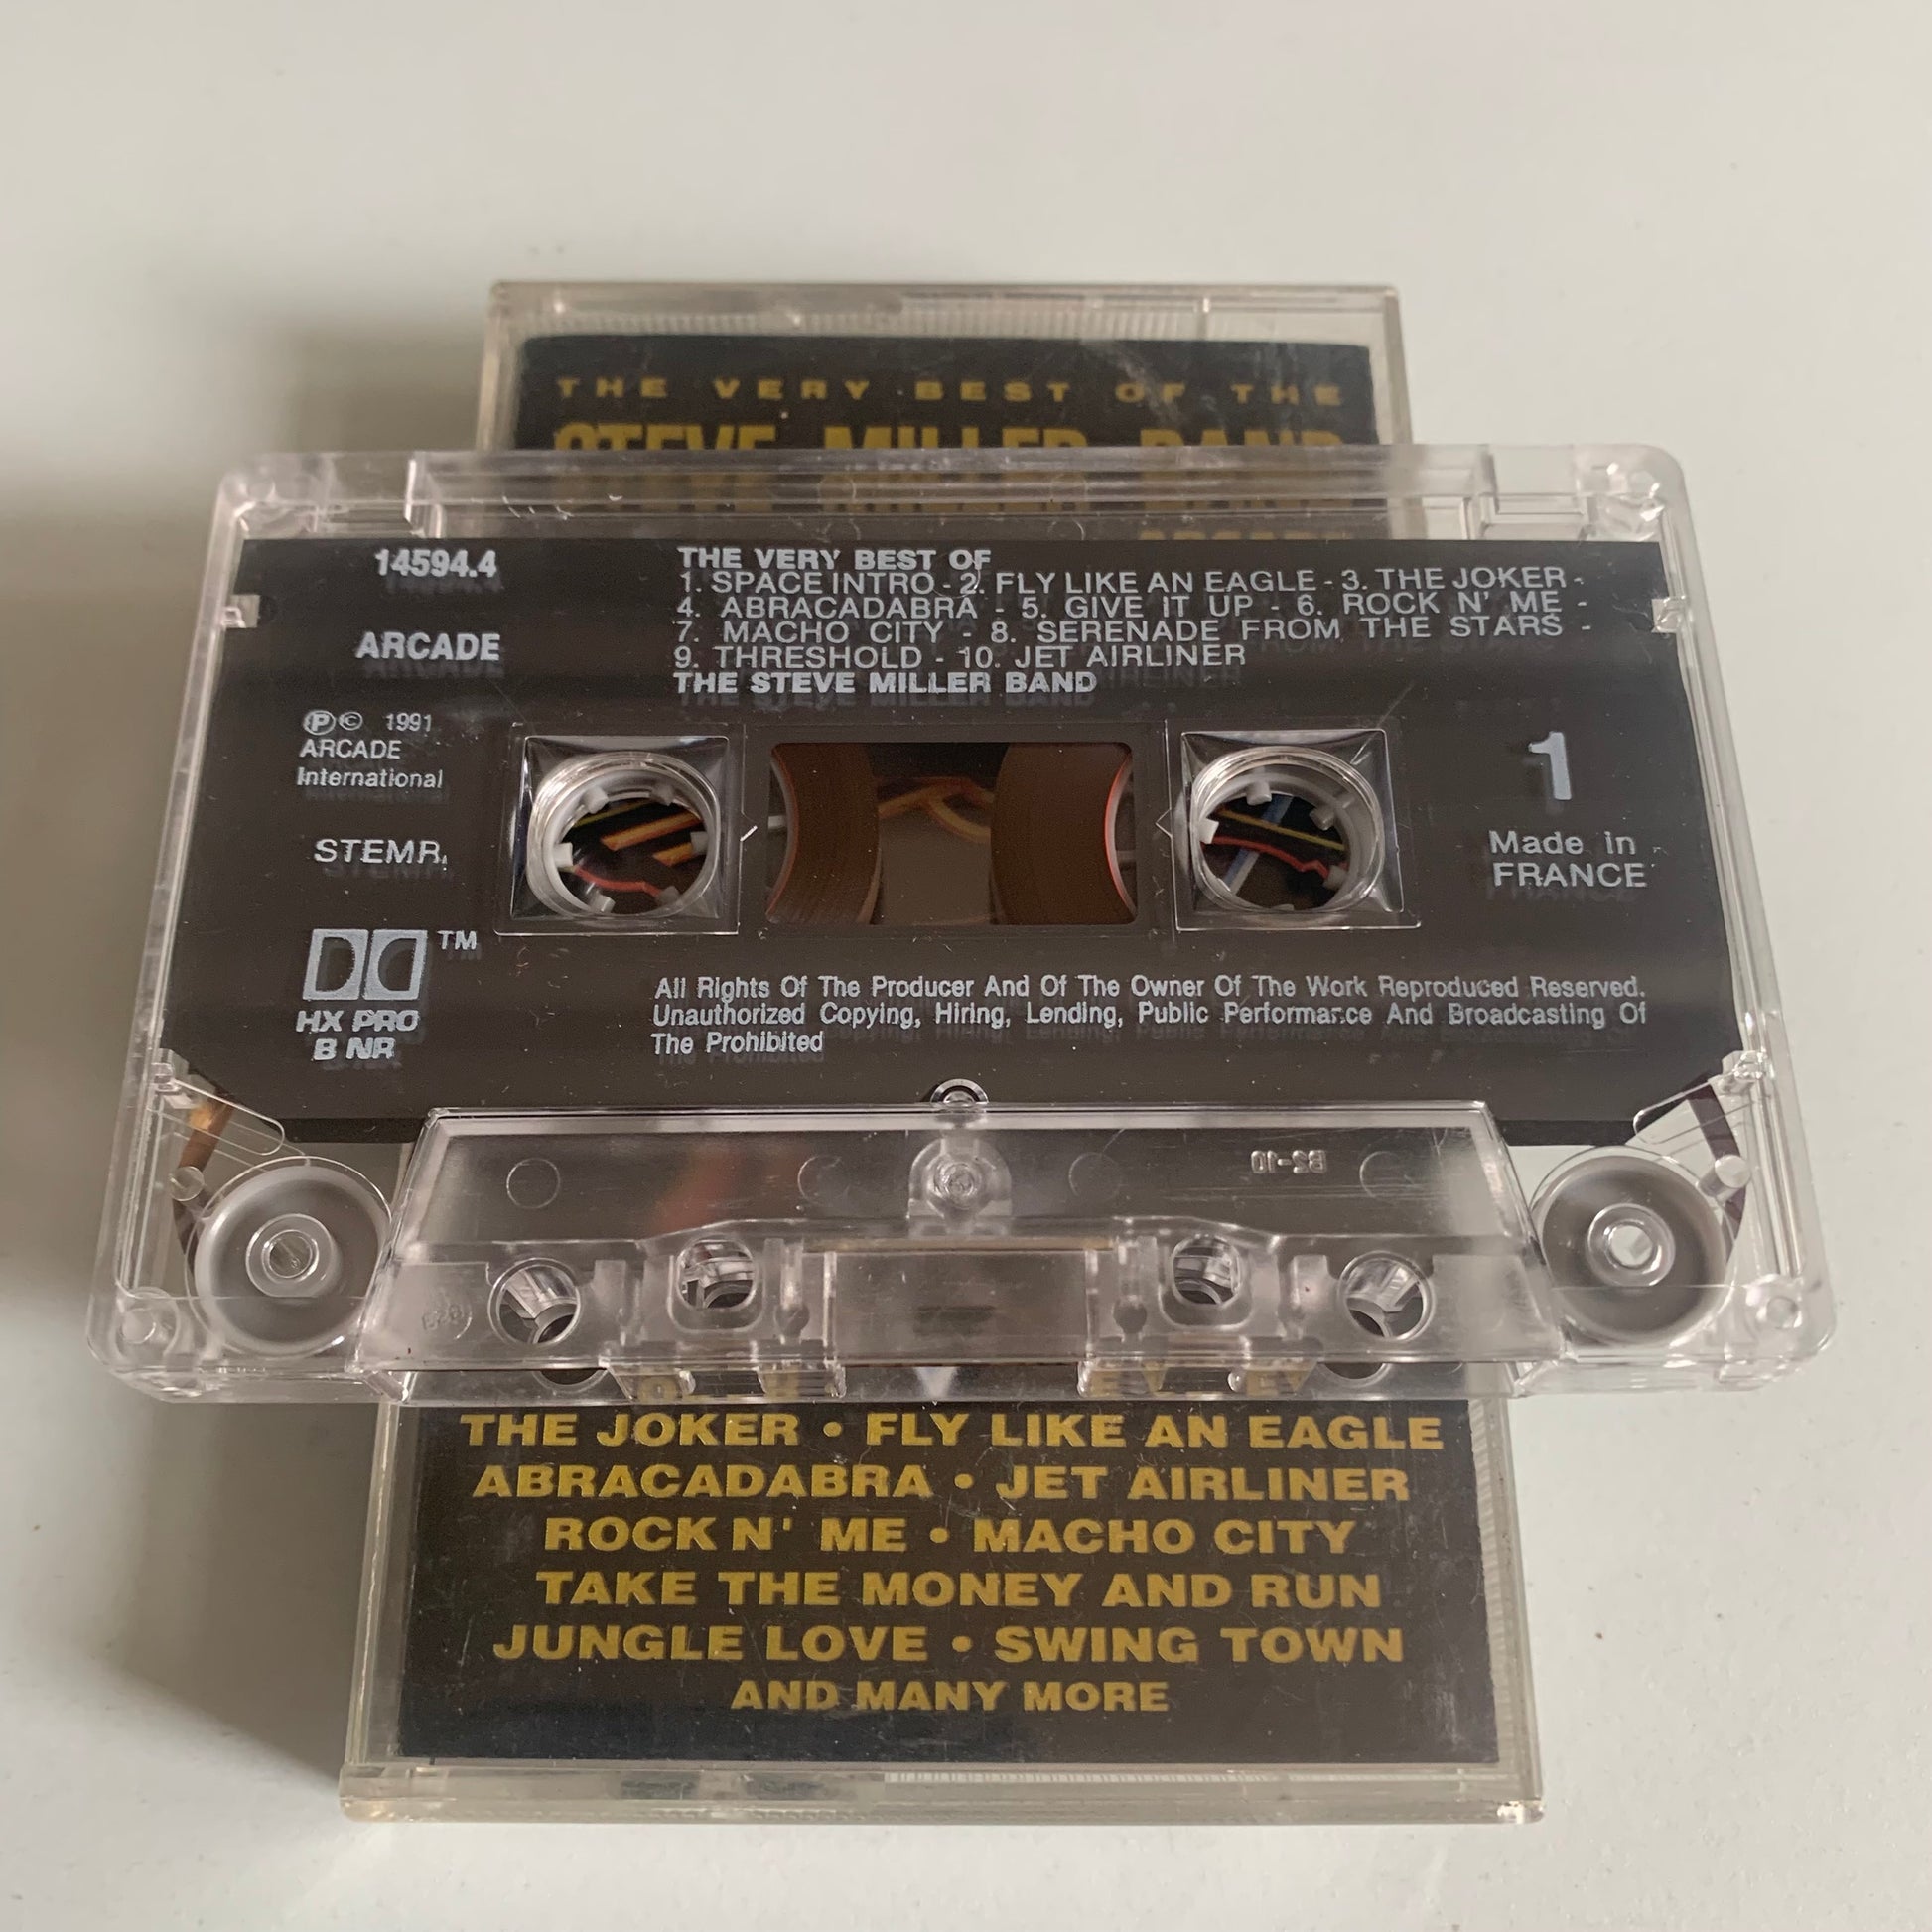 THE VERY BEST OF THE
STEVE MILLER BAND
14594.4
ARCADE
THE VERY BEST OF
1. SPACE INTRO - 2. FLY LIKE AN EAGLE - 3. THE JOKER -
4. ABRACADABRA - 5. GIVE IT UP - 6. ROCK N' ME -
7. MACHO CITY - 8. SERENADE FROM THE STARS -
9. THRESHOLD - 10. JET AIRLINER
THE STEVE MILLER BAND
Ⓟ© 1991
ARCADE
International
STEMR
1
Made in
FRANCE
TM
HX PRO
B NR
All Rights Of The Producer And Of The Owner Of The Work Reproduced Reserved.
Unauthorized Copying, Hiring, Lending, Public Performance And Broadcasting Of
The Prohibited
THE JOKER • FLY LIKE AN EAGLE
ABRACADABRA • JET AIRLINER
ROCK N' ME • MACHO CITY
TAKE THE MONEY AND RUN
JUNGLE LOVE • SWING TOWN
AND MANY MORE